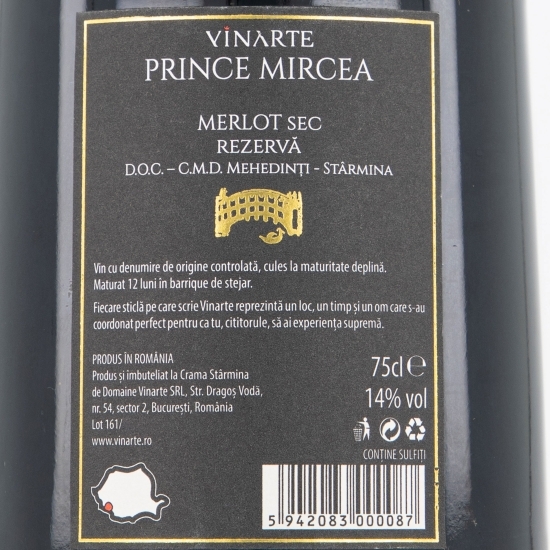 VINARTE
PRINCE MIRCEA
MERLOT SEC
REZERVĂ
D.O.C. – C.M.D. MEHEDINȚI - STÂRMINA
Vin cu denumire de origine controlată, cules la maturitate deplină.
Maturat 12 luni în barrique de stejar.
Fiecare sticlă pe care scrie Vinarte reprezintă un loc, un timp și un om care s-au
coordonat perfect pentru ca tu, cititorule, să ai experiența supremă.
PRODUS ÎN ROMÂNIA
Produs și imbuteliat la Crama Stârmina
de Domaine Vinarte SRL, Str. Dragoș Vodă,
nr. 54, sector 2, București, România
Lot 161/
www.vinarte.ro
75cl ℮
14% vol
CONȚINE SULFIȚI
5 942083 000087